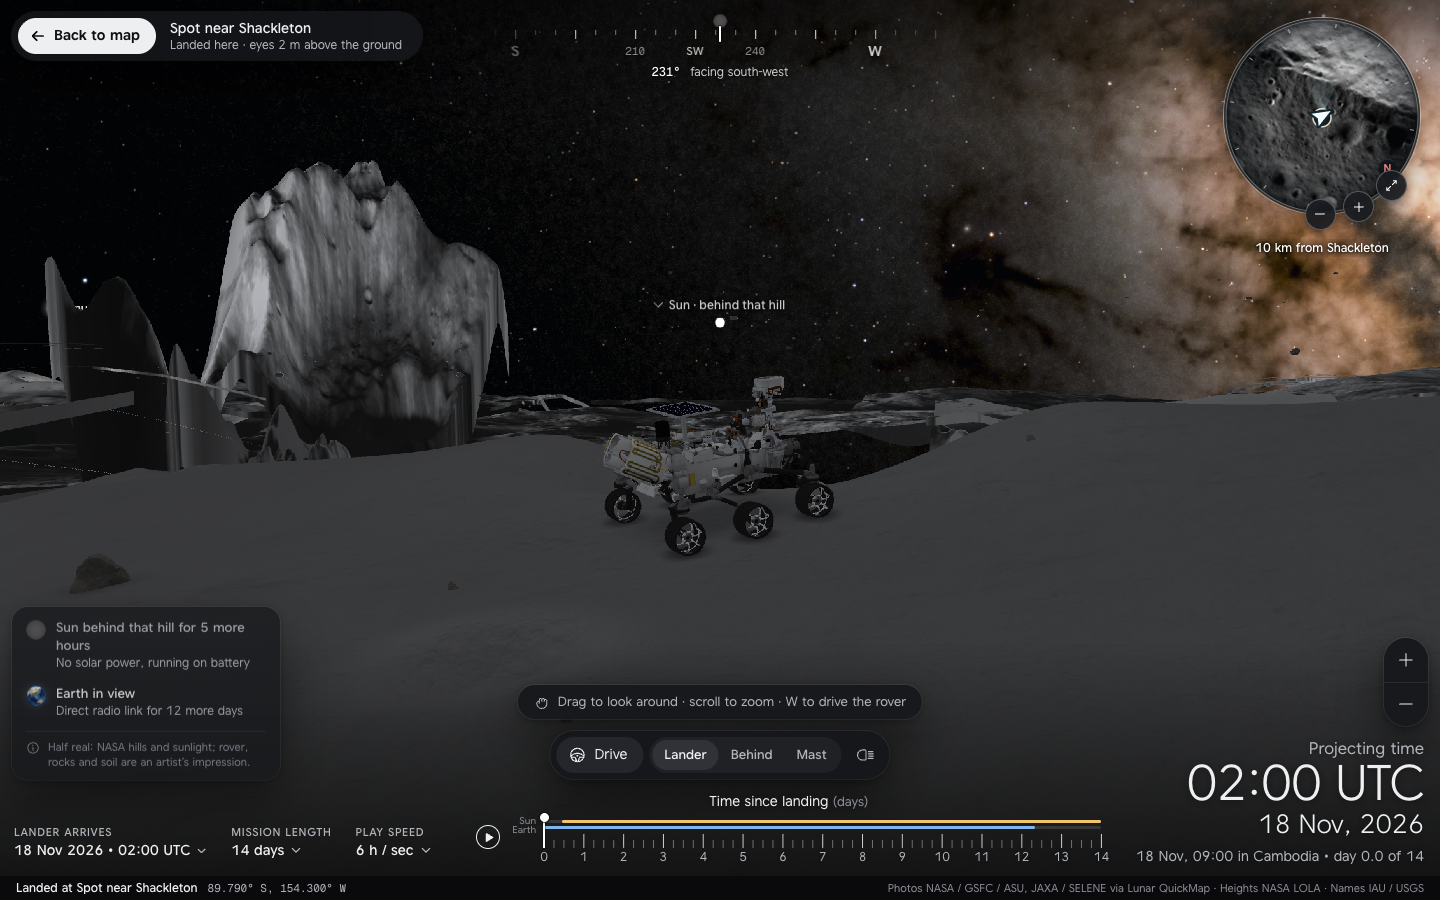 Back to map
Spot near Shackleton
Landed here · eyes 2 m above the ground
S 210 SW 240 W
231° facing south-west
N
10 km from Shackleton
Sun · behind that hill
Sun behind that hill for 5 more
hours
No solar power, running on battery
Earth in view
Direct radio link for 12 more days
Half real: NASA hills and sunlight; rover,
rocks and soil are an artist's impression.
Drag to look around · scroll to zoom · W to drive the rover
Drive Lander Behind Mast
Projecting time
02:00 UTC
18 Nov, 2026
18 Nov, 09:00 in Cambodia • day 0.0 of 14
LANDER ARRIVES
18 Nov 2026 • 02:00 UTC
MISSION LENGTH
14 days
PLAY SPEED
6 h / sec
Time since landing (days)
Sun
Earth
0 1 2 3 4 5 6 7 8 9 10 11 12 13 14
Landed at Spot near Shackleton 89.790° S, 154.300° W
Photos NASA / GSFC / ASU, JAXA / SELENE via Lunar QuickMap · Heights NASA LOLA · Names IAU / USGS